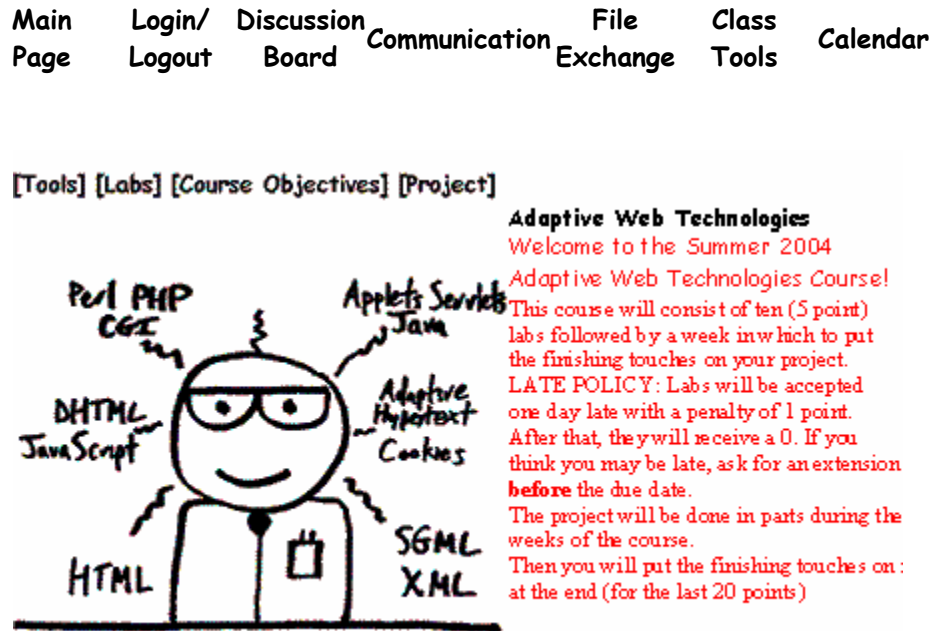 Main Page Login/ Logout Discussion Board Communication File Exchange Class Tools Calendar
[Tools] [Labs] [Course Objectives] [Project]
Perl PHP
CGI
Applets Servlets
Java
DHTML
JavaScript
Adaptive
Hypertext
Cookies
HTML
SGML
XML
Adaptive Web Technologies
Welcome to the Summer 2004
Adaptive Web Technologies Course!
This course will consist of ten (5 point)
labs followed by a week in which to put
the finishing touches on your project.
LATE POLICY: Labs will be accepted
one day late with a penalty of 1 point.
After that, they will receive a 0. If you
think you may be late, ask for an extension
before the due date.
The project will be done in parts during the
weeks of the course.
Then you will put the finishing touches on :
at the end (for the last 20 points)